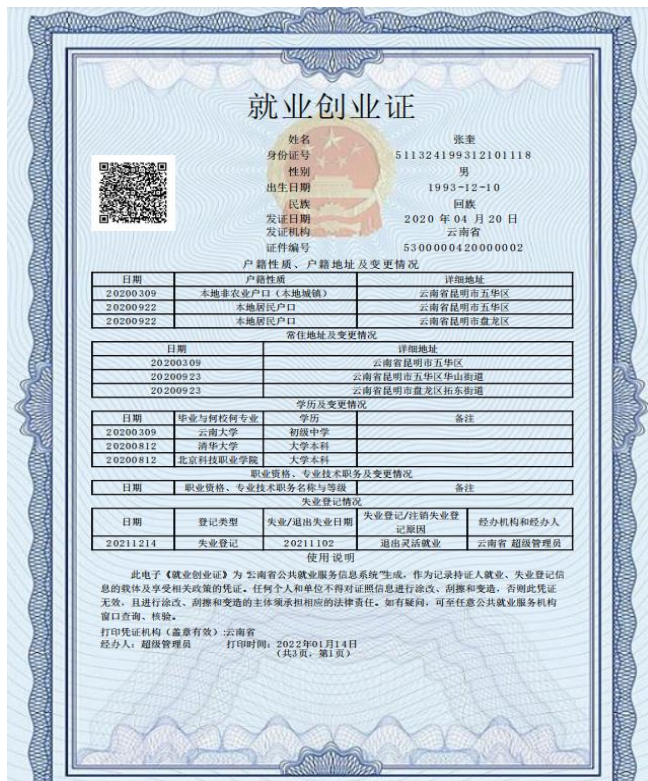 就业创业证
姓名 张奎
身份证号 511324199312101118
性别 男
出生日期 1993-12-10
民族 回族
发证日期 2020 年 04 月 20 日
发证机构 云南省
证件编号 5300000420000002
户籍性质、户籍地址及变更情况
日期 户籍性质 详细地址
20200309 本地非农业户口（本地城镇） 云南省昆明市五华区
20200922 本地居民户口 云南省昆明市五华区
20200922 本地居民户口 云南省昆明市盘龙区
常住地址及变更情况
日期 详细地址
20200309 云南省昆明市五华区
20200923 云南省昆明市五华区华山街道
20200923 云南省昆明市盘龙区拓东街道
学历及变更情况
日期 毕业与何校何专业 学历 备注
20200309 云南大学 初级中学
20200812 清华大学 大学本科
20200812 北京科技职业学院 大学本科
职业资格、专业技术职务及变更情况
日期 职业资格、专业技术职务名称与等级 备注
失业登记情况
日期 登记类型 失业/退出失业日期 失业登记/注销失业登记原因 经办机构和经办人
20211214 失业登记 20211102 退出灵活就业 云南省 超级管理员
使用说明
此电子《就业创业证》为“云南省公共就业服务信息系统”生成，作为记录持证人就业、失业登记信
息的载体及享受相关政策的凭证。任何个人和单位不得对证照信息进行涂改、刮擦和变造，否则此凭证
无效，且进行涂改、刮擦和变造的主体须承担相应的法律责任。如有疑问，可至任意公共就业服务机构
窗口查询、核验。
打印凭证机构（盖章有效）:云南省
经办人：超级管理员 打印时间：2022年01月14日
（共3页，第1页）